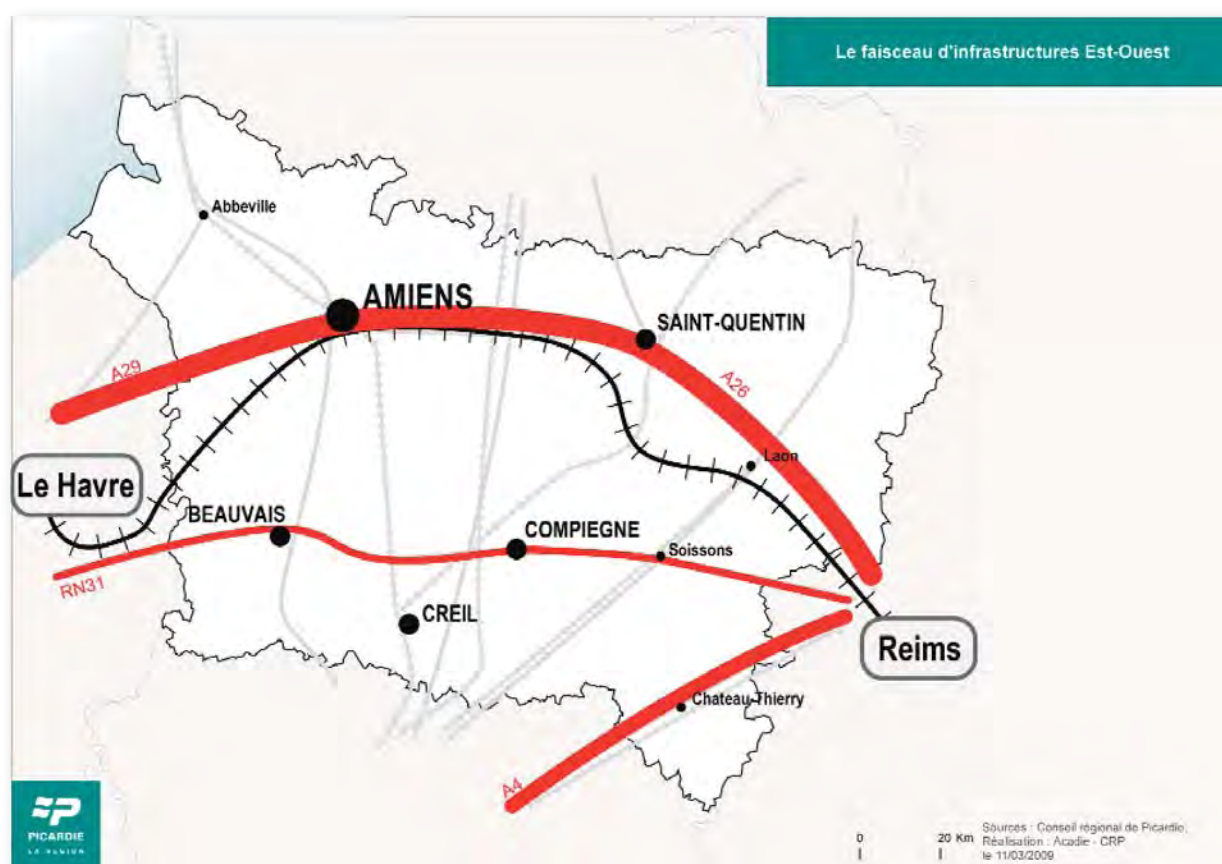 Le faisceau d'infrastructures Est-Ouest
Abbeville
AMIENS
SAINT-QUENTIN
A29
A26
Le Havre
Laon
BEAUVAIS
COMPIEGNE
Soissons
RN31
CREIL
Reims
Chateau-Thierry
A4
PICARDIE
LA REGION
0 20 Km
Sources : Conseil régional de Picardie,
Réalisation : Acadie - CRP
le 11/03/2009